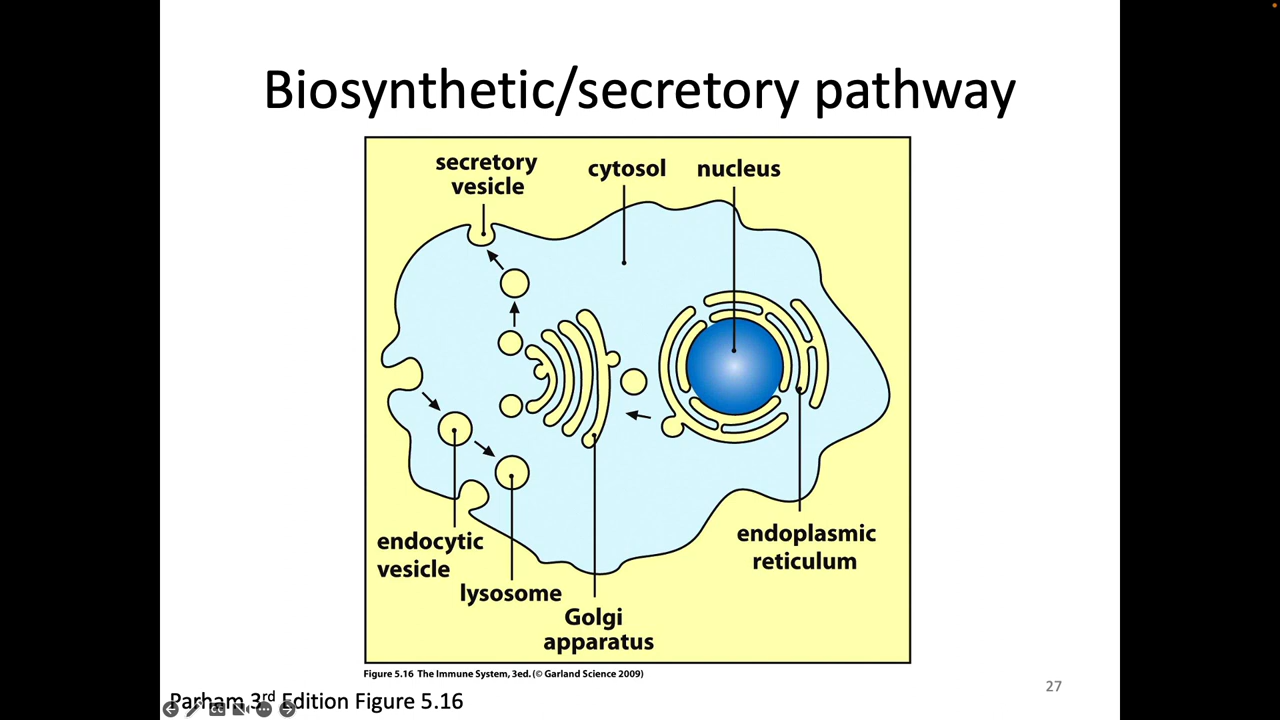 Biosynthetic/secretory pathway
secretory
vesicle
cytosol
nucleus
endocytic
vesicle
lysosome
Golgi
apparatus
endoplasmic
reticulum
Figure 5.16 The Immune System, 3ed. (© Garland Science 2009)
27
Parham 3rd Edition Figure 5.16